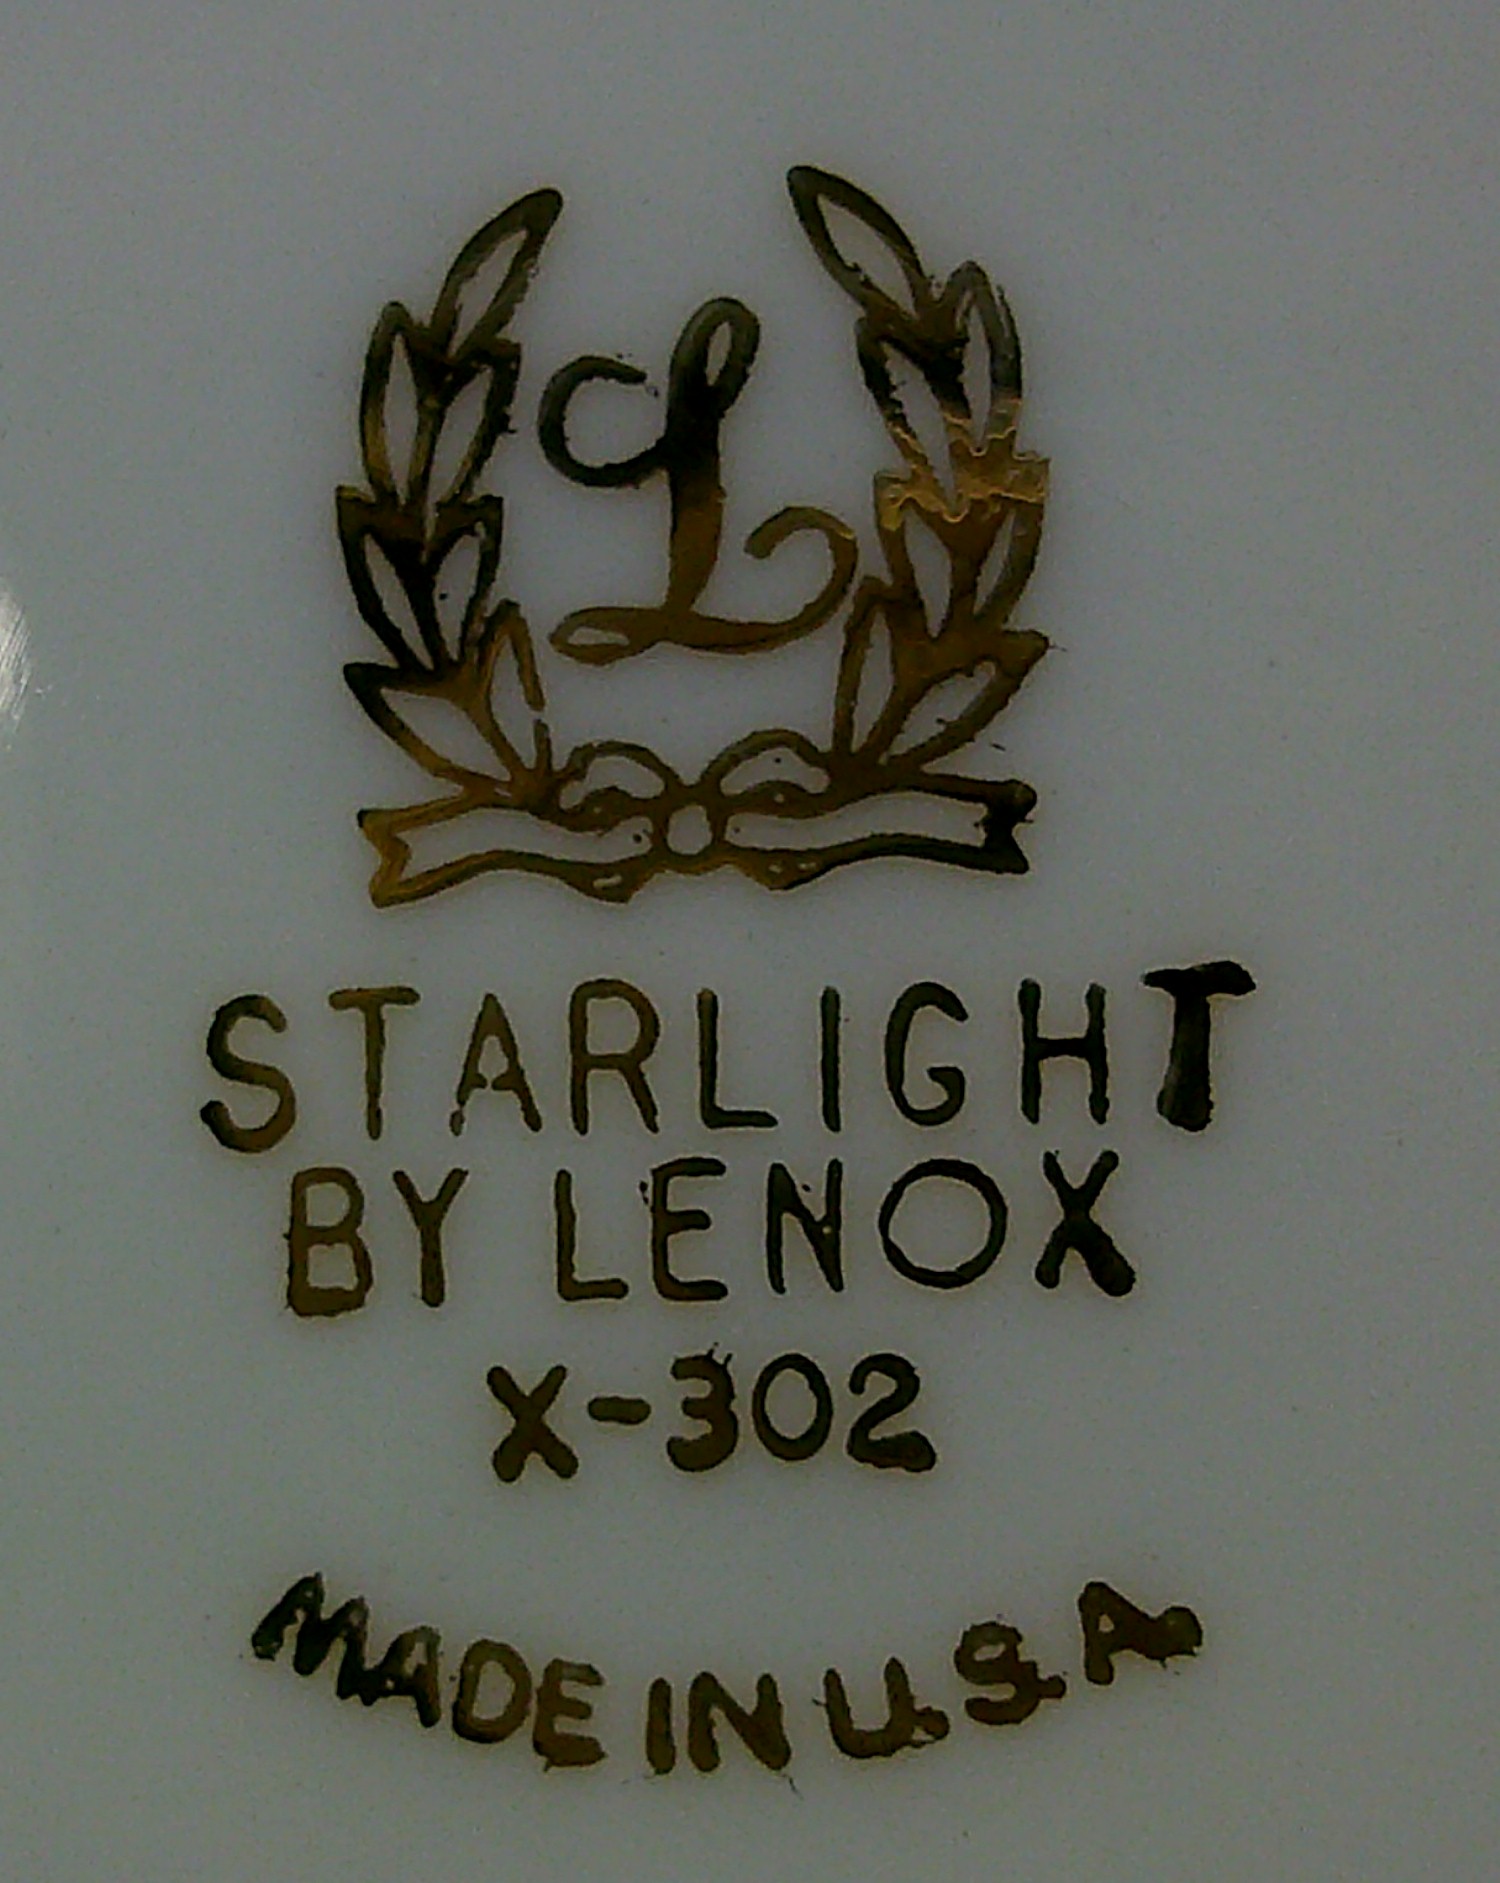 L
STARLIGHT
BY LENOX
X-302
MADE IN U.S.A.